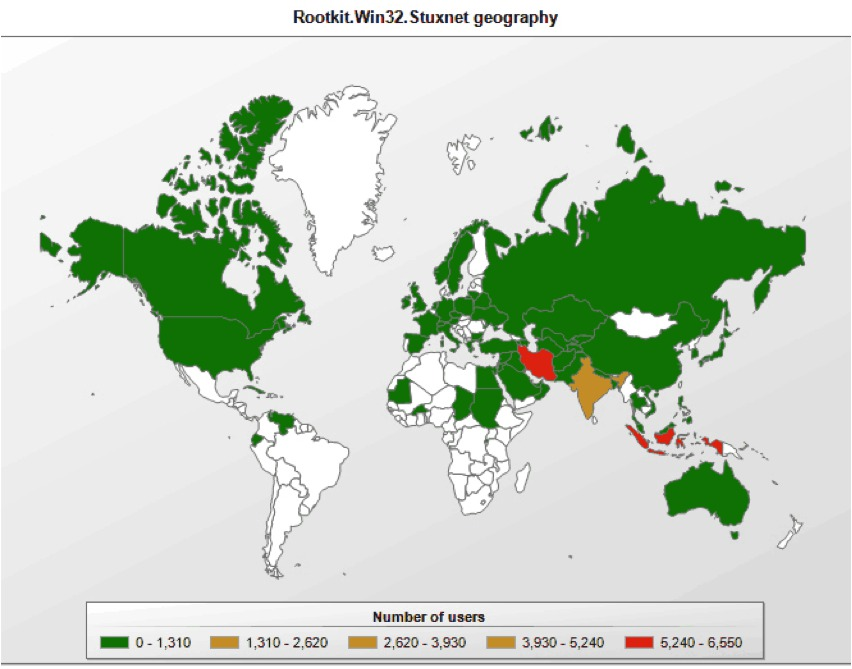 Rootkit.Win32.Stuxnet geography
Number of users
0 - 1,310 1,310 - 2,620 2,620 - 3,930 3,930 - 5,240 5,240 - 6,550